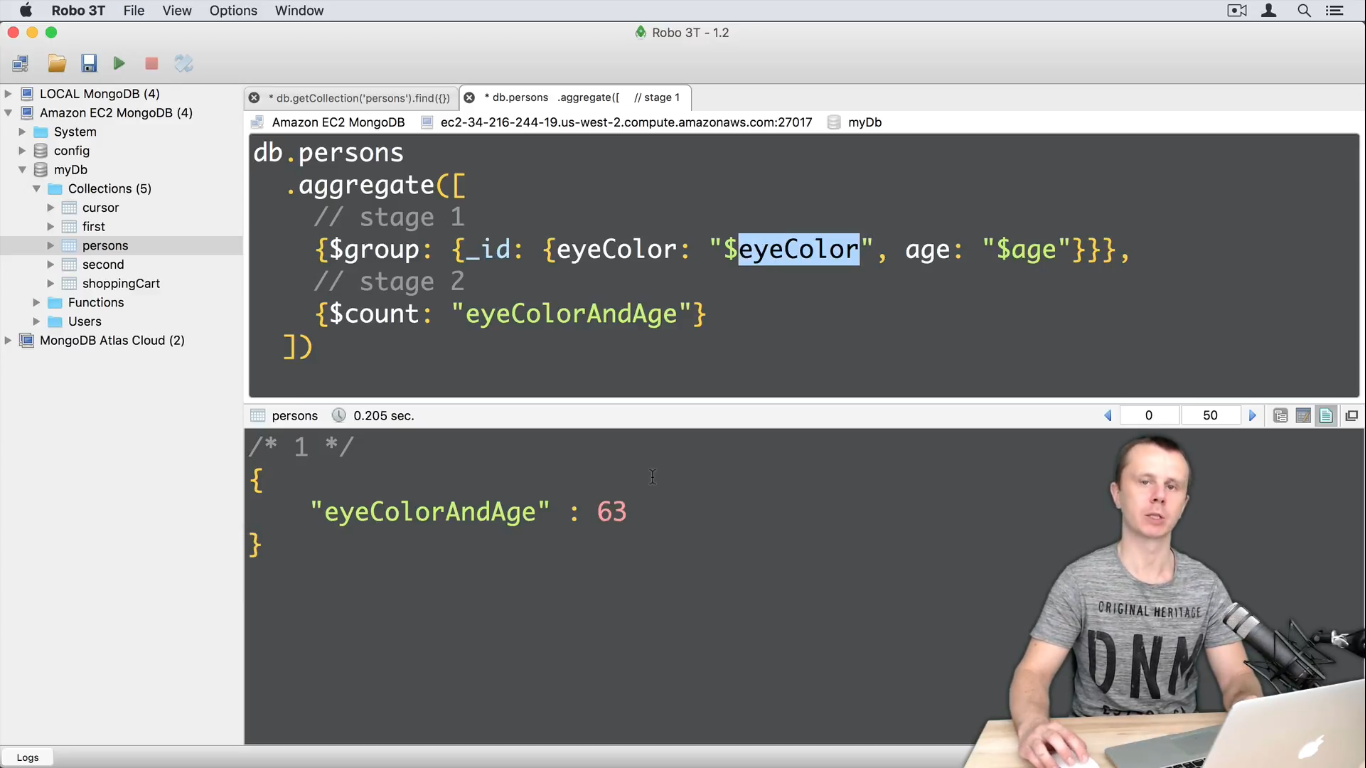 Robo 3T File View Options Window
Robo 3T - 1.2
LOCAL MongoDB (4)
Amazon EC2 MongoDB (4)
System
config
myDb
Collections (5)
cursor
first
persons
second
shoppingCart
Functions
Users
MongoDB Atlas Cloud (2)
* db.getCollection('persons').find({}) * db.persons .aggregate([ // stage 1
Amazon EC2 MongoDB ec2-34-216-244-19.us-west-2.compute.amazonaws.com:27017 myDb
db.persons
.aggregate([
// stage 1
{$group: {_id: {eyeColor: "$eyeColor", age: "$age"}}},
// stage 2
{$count: "eyeColorAndAge"}
])
persons 0.205 sec. 0 50
/* 1 */
{
"eyeColorAndAge" : 63
}
ORIGINAL HERITAGE
DNM
Logs